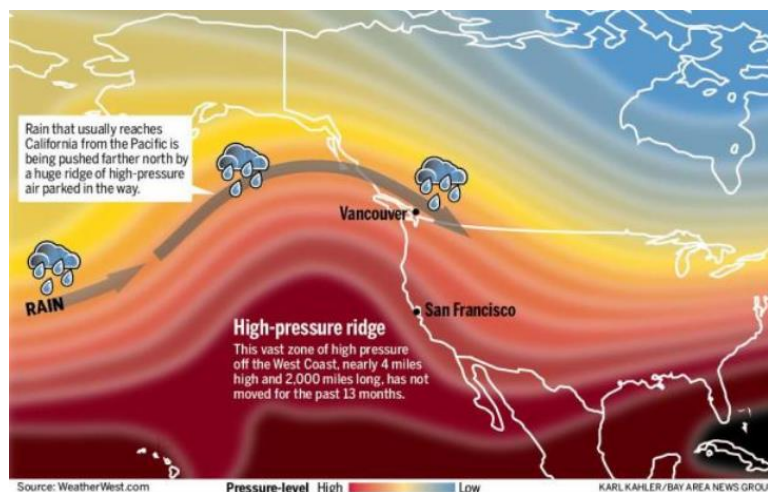 Rain that usually reaches
California from the Pacific is
being pushed farther north by
a huge ridge of high-pressure
air parked in the way.
Vancouver
RAIN
San Francisco
High-pressure ridge
This vast zone of high pressure
off the West Coast, nearly 4 miles
high and 2,000 miles long, has not
moved for the past 13 months.
Source: WeatherWest.com
Pressure-level High Low
KARL KAHLER/BAY AREA NEWS GROU